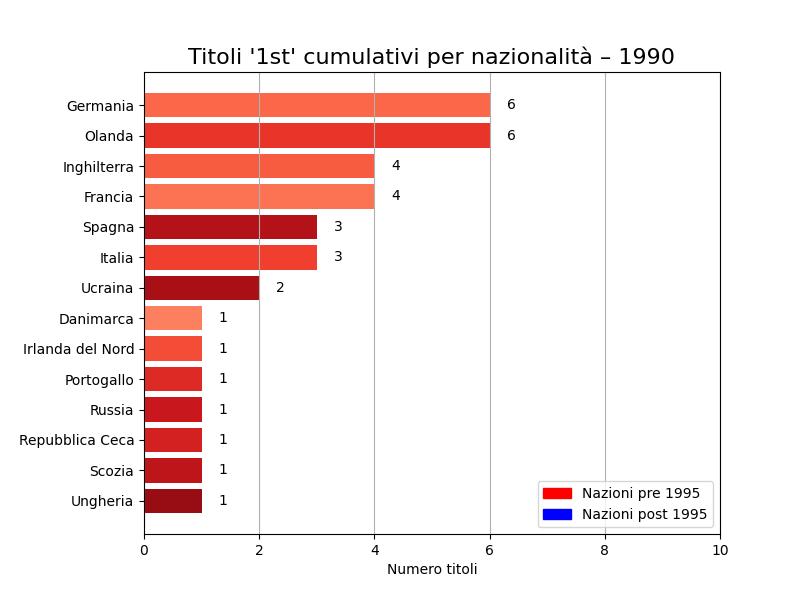 Titoli '1st' cumulativi per nazionalità – 1990
Germania 6
Olanda 6
Inghilterra 4
Francia 4
Spagna 3
Italia 3
Ucraina 2
Danimarca 1
Irlanda del Nord 1
Portogallo 1
Russia 1
Repubblica Ceca 1
Scozia 1
Ungheria 1
Nazioni pre 1995
Nazioni post 1995
0 2 4 6 8 10
Numero titoli